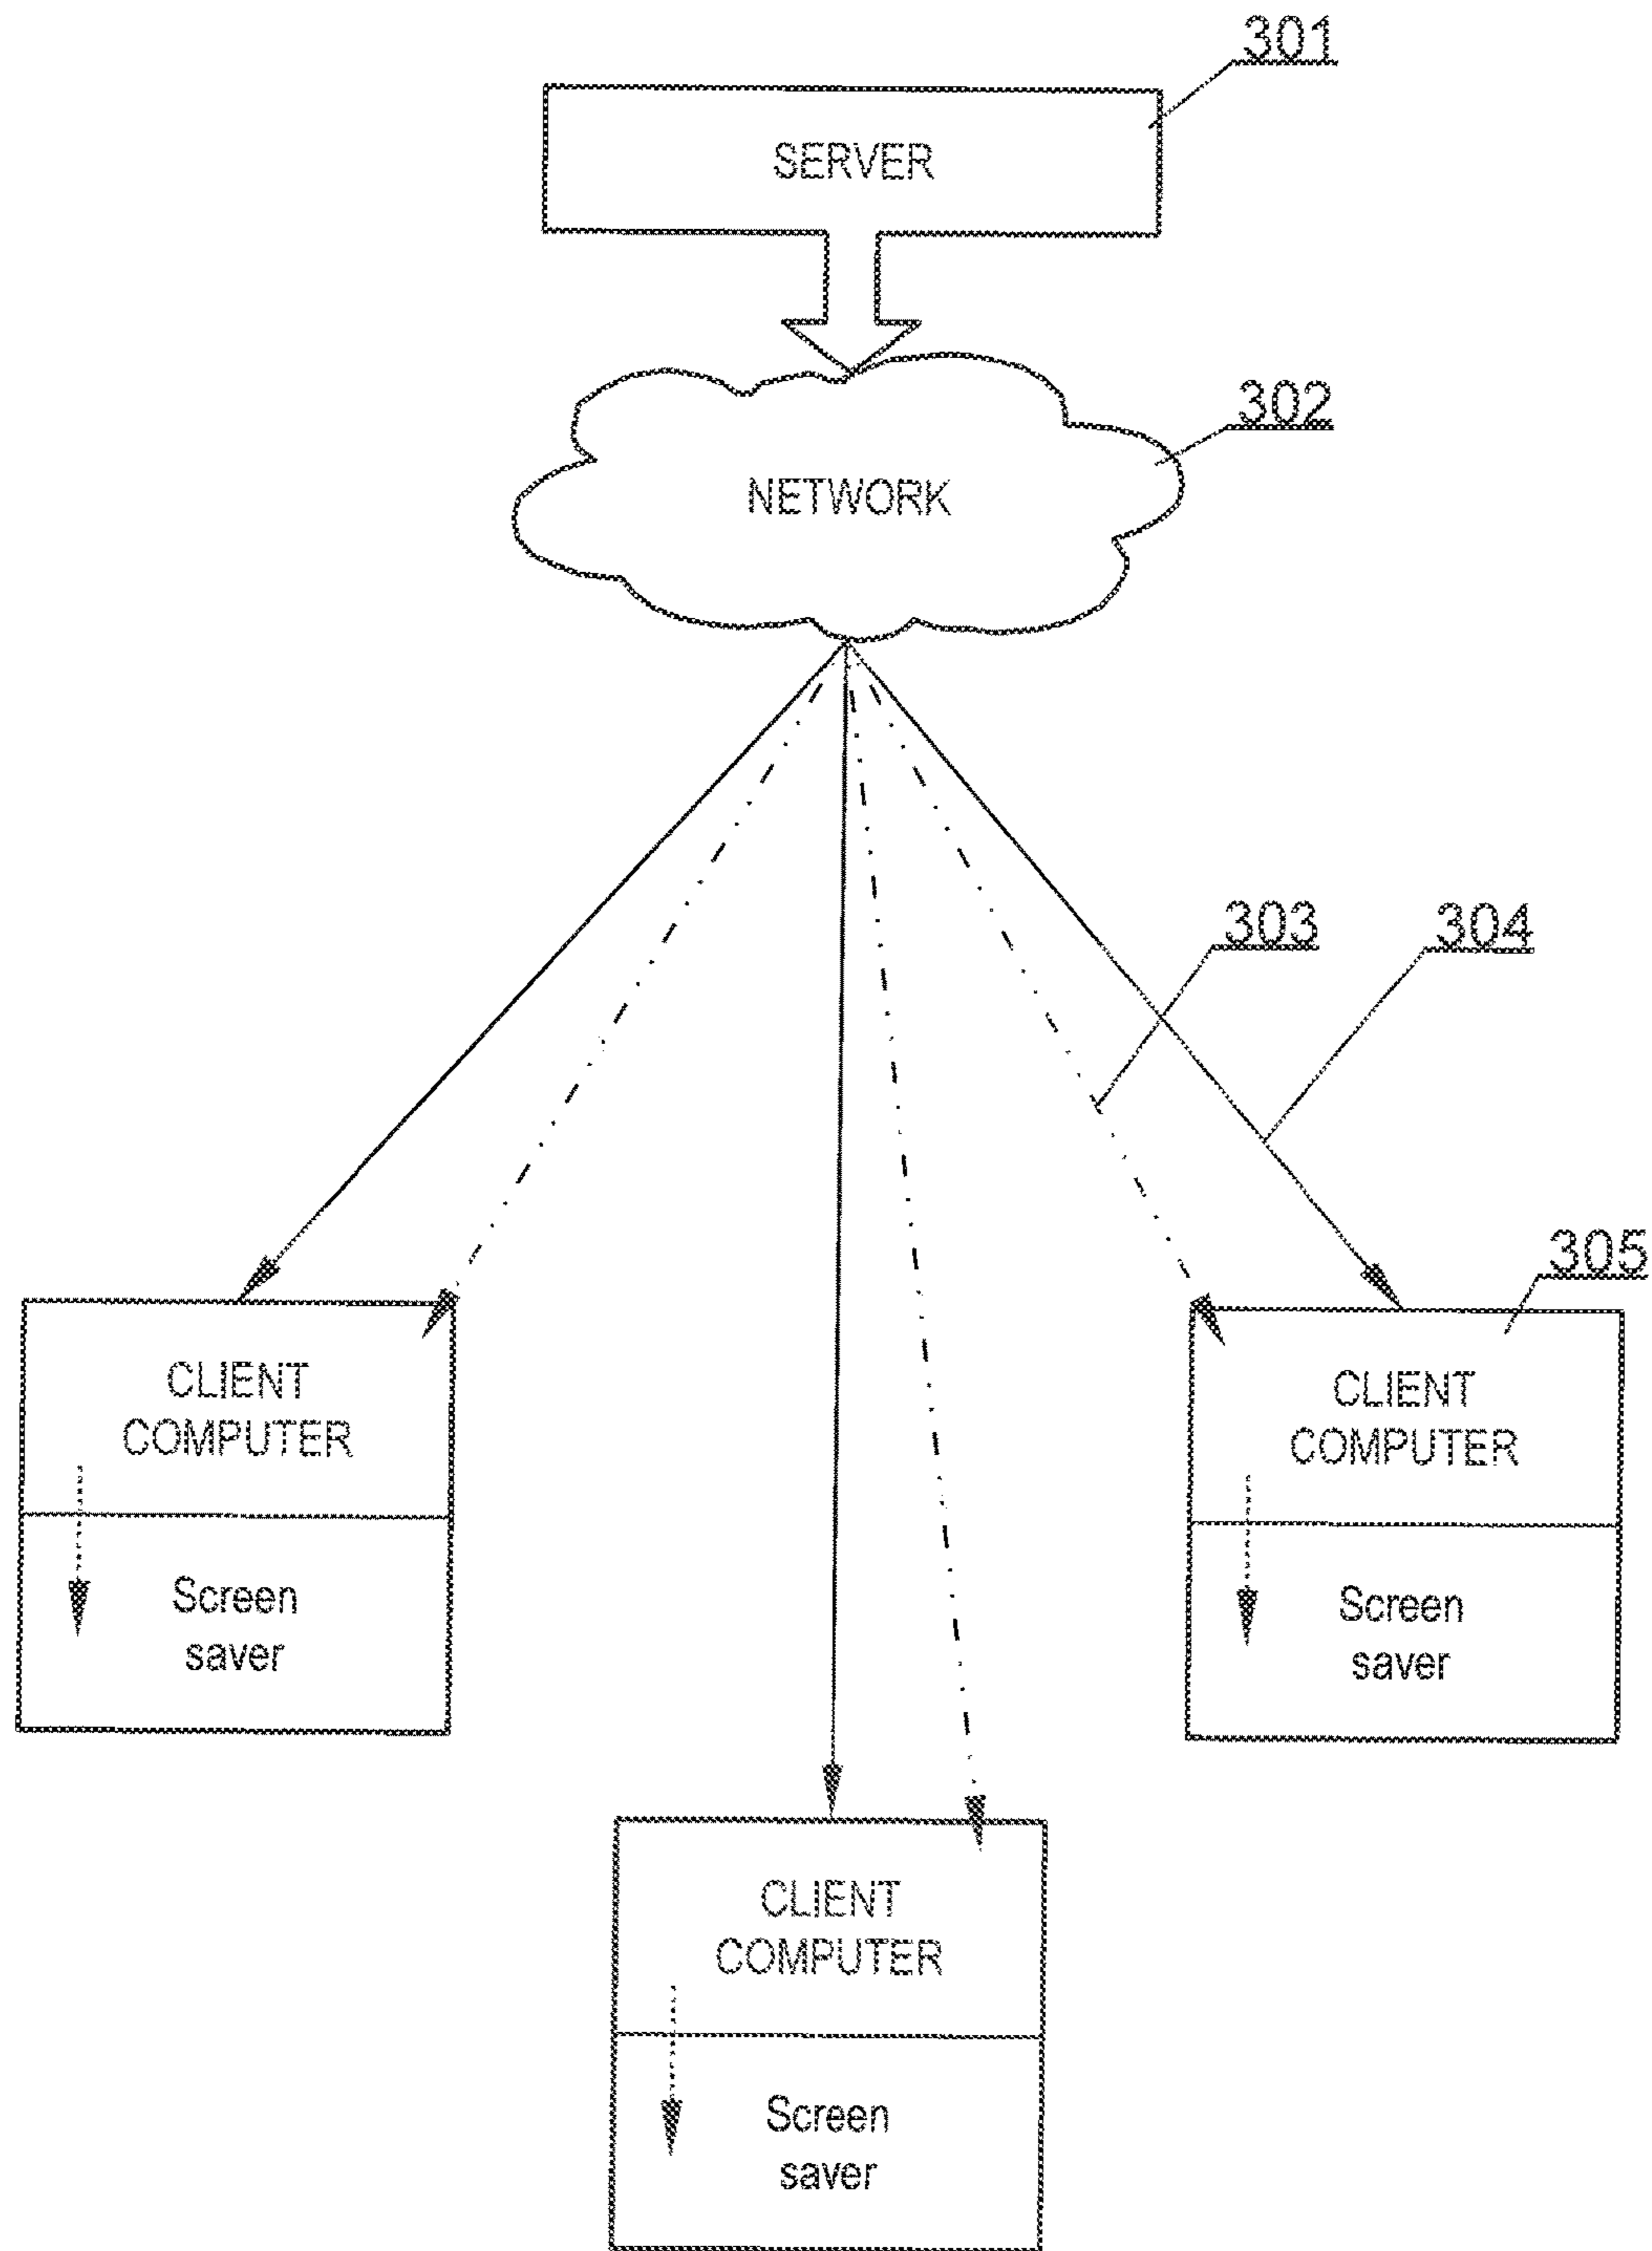 301
SERVER
302
NETWORK
303
304
305
CLIENT
COMPUTER
Screen
saver
CLIENT
COMPUTER
Screen
saver
CLIENT
COMPUTER
Screen
saver